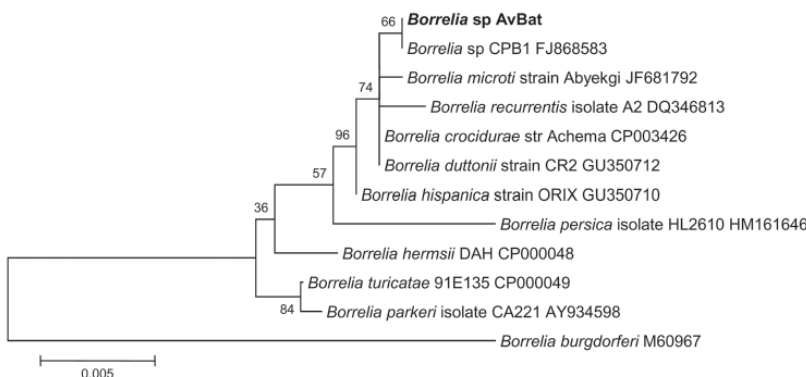 66
Borrelia sp AvBat
Borrelia sp CPB1 FJ868583
Borrelia microti strain Abyekgi JF681792
74
Borrelia recurrentis isolate A2 DQ346813
Borrelia crocidurae str Achema CP003426
96
Borrelia duttonii strain CR2 GU350712
57
Borrelia hispanica strain ORIX GU350710
36
Borrelia persica isolate HL2610 HM161646
Borrelia hermsii DAH CP000048
Borrelia turicatae 91E135 CP000049
84
Borrelia parkeri isolate CA221 AY934598
Borrelia burgdorferi M60967
0.005